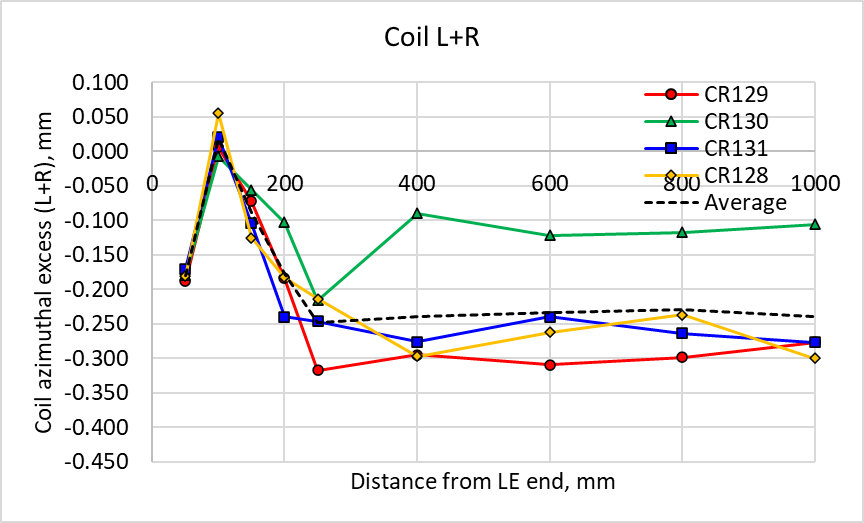 Coil L+R
0.100
0.050
0.000
-0.050
-0.100
-0.150
-0.200
-0.250
-0.300
-0.350
-0.400
-0.450
0 200 400 600 800 1000
Coil azimuthal excess (L+R), mm
Distance from LE end, mm
CR129
CR130
CR131
CR128
Average